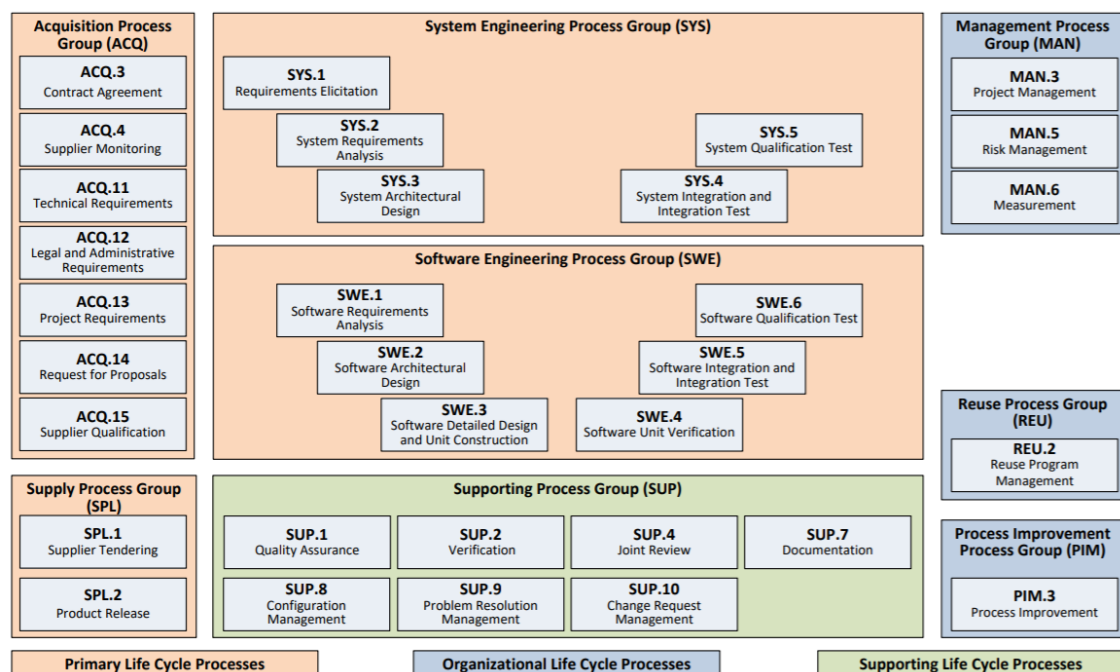 Acquisition Process
Group (ACQ)
ACQ.3
Contract Agreement
ACQ.4
Supplier Monitoring
ACQ.11
Technical Requirements
ACQ.12
Legal and Administrative
Requirements
ACQ.13
Project Requirements
ACQ.14
Request for Proposals
ACQ.15
Supplier Qualification
System Engineering Process Group (SYS)
SYS.1
Requirements Elicitation
SYS.2
System Requirements
Analysis
SYS.3
System Architectural
Design
SYS.5
System Qualification Test
SYS.4
System Integration and
Integration Test
Software Engineering Process Group (SWE)
SWE.1
Software Requirements
Analysis
SWE.2
Software Architectural
Design
SWE.3
Software Detailed Design
and Unit Construction
SWE.6
Software Qualification Test
SWE.5
Software Integration and
Integration Test
SWE.4
Software Unit Verification
Management Process
Group (MAN)
MAN.3
Project Management
MAN.5
Risk Management
MAN.6
Measurement
Reuse Process Group
(REU)
REU.2
Reuse Program
Management
Supply Process Group
(SPL)
SPL.1
Supplier Tendering
SPL.2
Product Release
Supporting Process Group (SUP)
SUP.1
Quality Assurance
SUP.2
Verification
SUP.4
Joint Review
SUP.7
Documentation
SUP.8
Configuration
Management
SUP.9
Problem Resolution
Management
SUP.10
Change Request
Management
Process Improvement
Process Group (PIM)
PIM.3
Process Improvement
Primary Life Cycle Processes
Organizational Life Cycle Processes
Supporting Life Cycle Processes